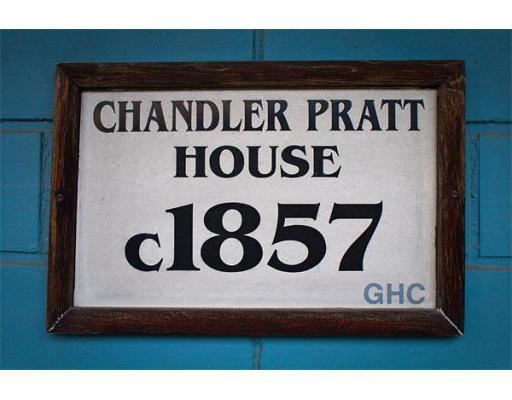 CHANDLER PRATT
HOUSE
c1857
GHC